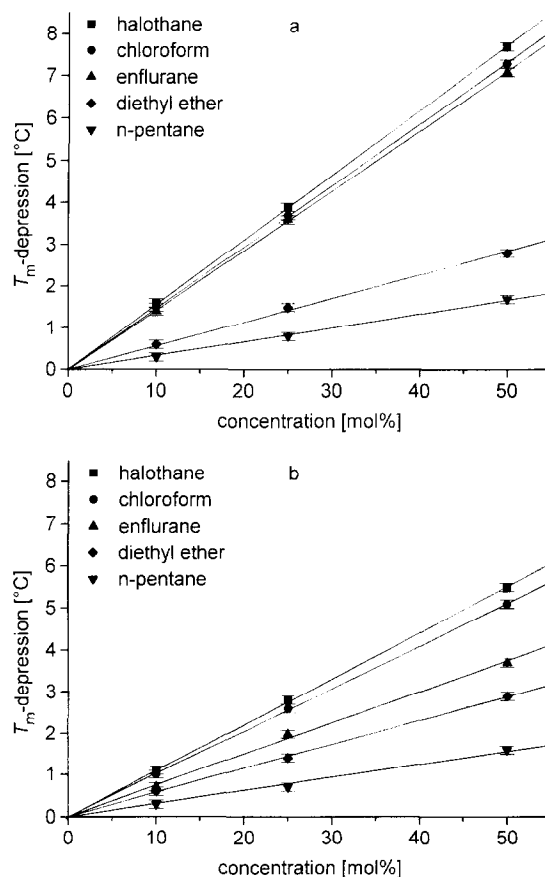 a
halothane
chloroform
enflurane
diethyl ether
n-pentane
Tm-depression [°C]
8
7
6
5
4
3
2
1
0
0 10 20 30 40 50
concentration [mol%]
b
halothane
chloroform
enflurane
diethyl ether
n-pentane
Tm-depression [°C]
8
7
6
5
4
3
2
1
0
0 10 20 30 40 50
concentration [mol%]